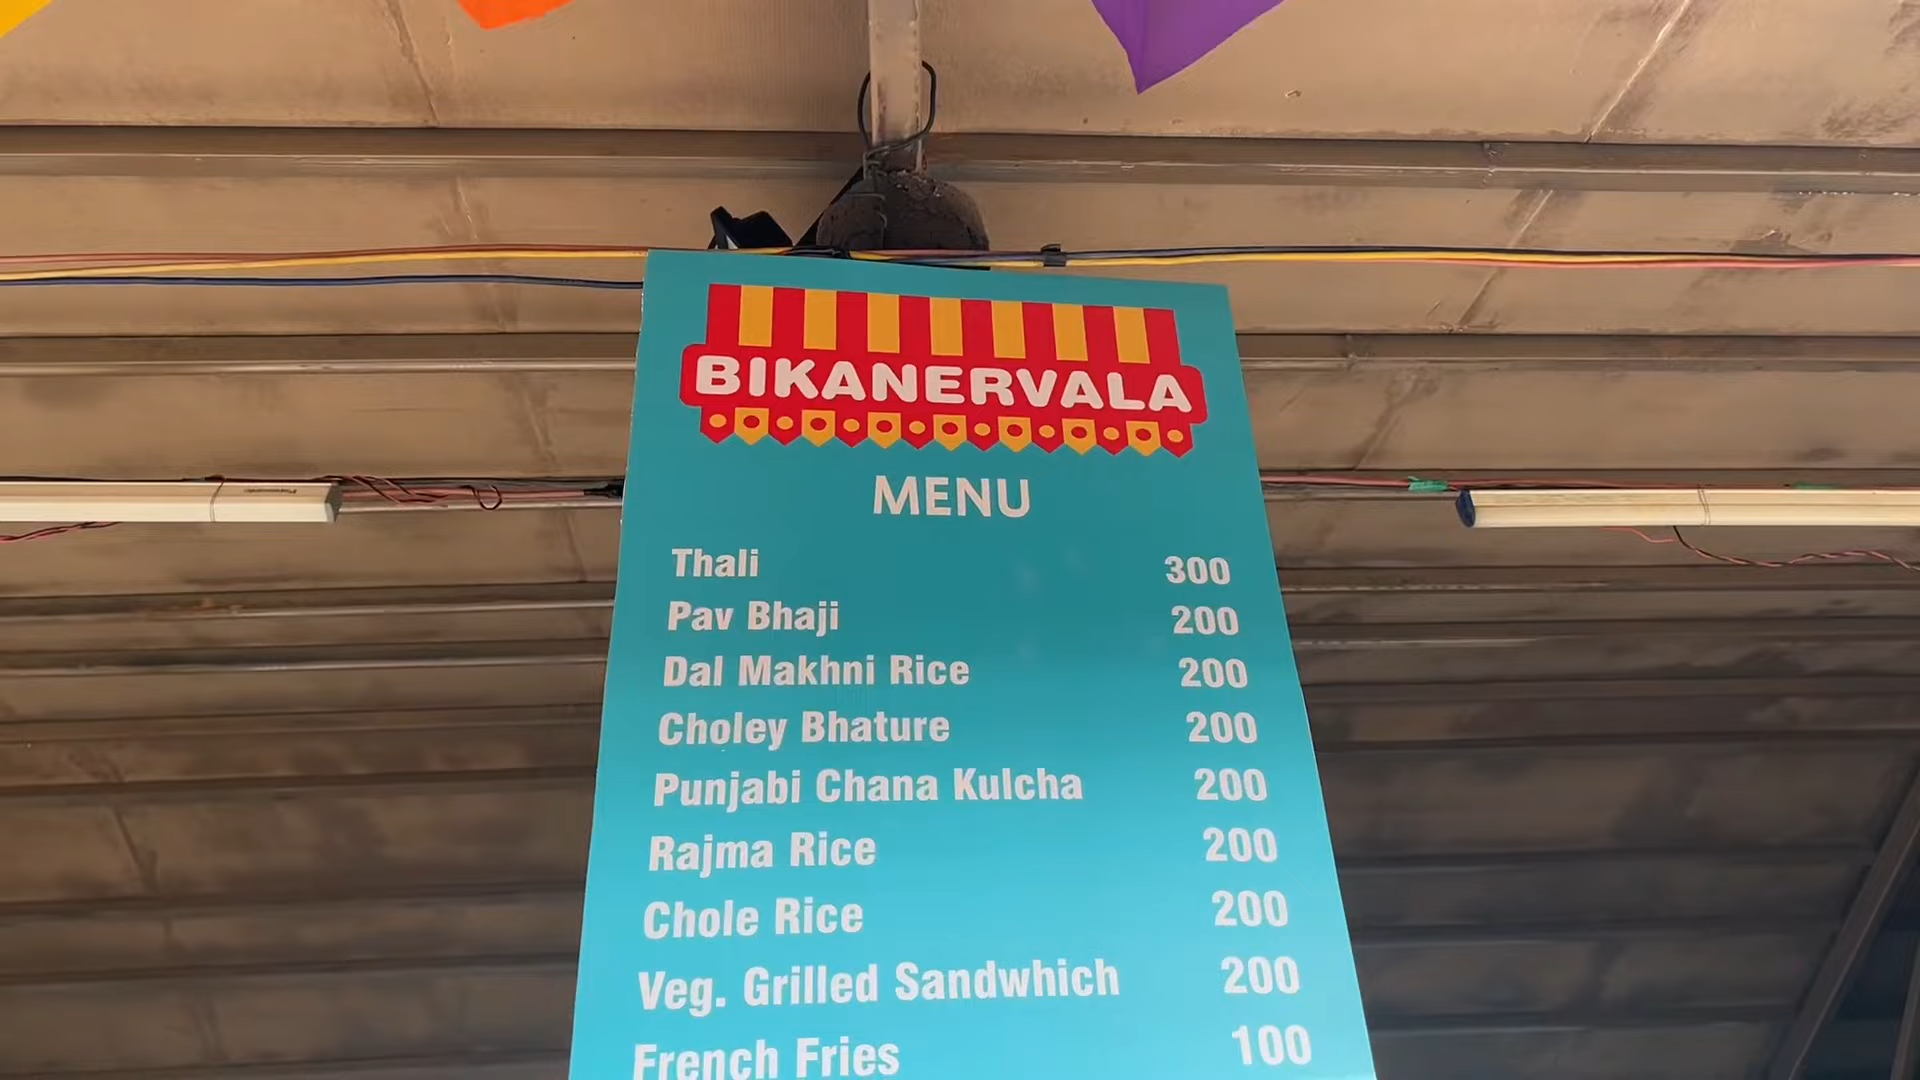 BIKANERVALA
MENU
Thali 300
Pav Bhaji 200
Dal Makhni Rice 200
Choley Bhature 200
Punjabi Chana Kulcha 200
Rajma Rice 200
Chole Rice 200
Veg. Grilled Sandwhich 200
French Fries 100